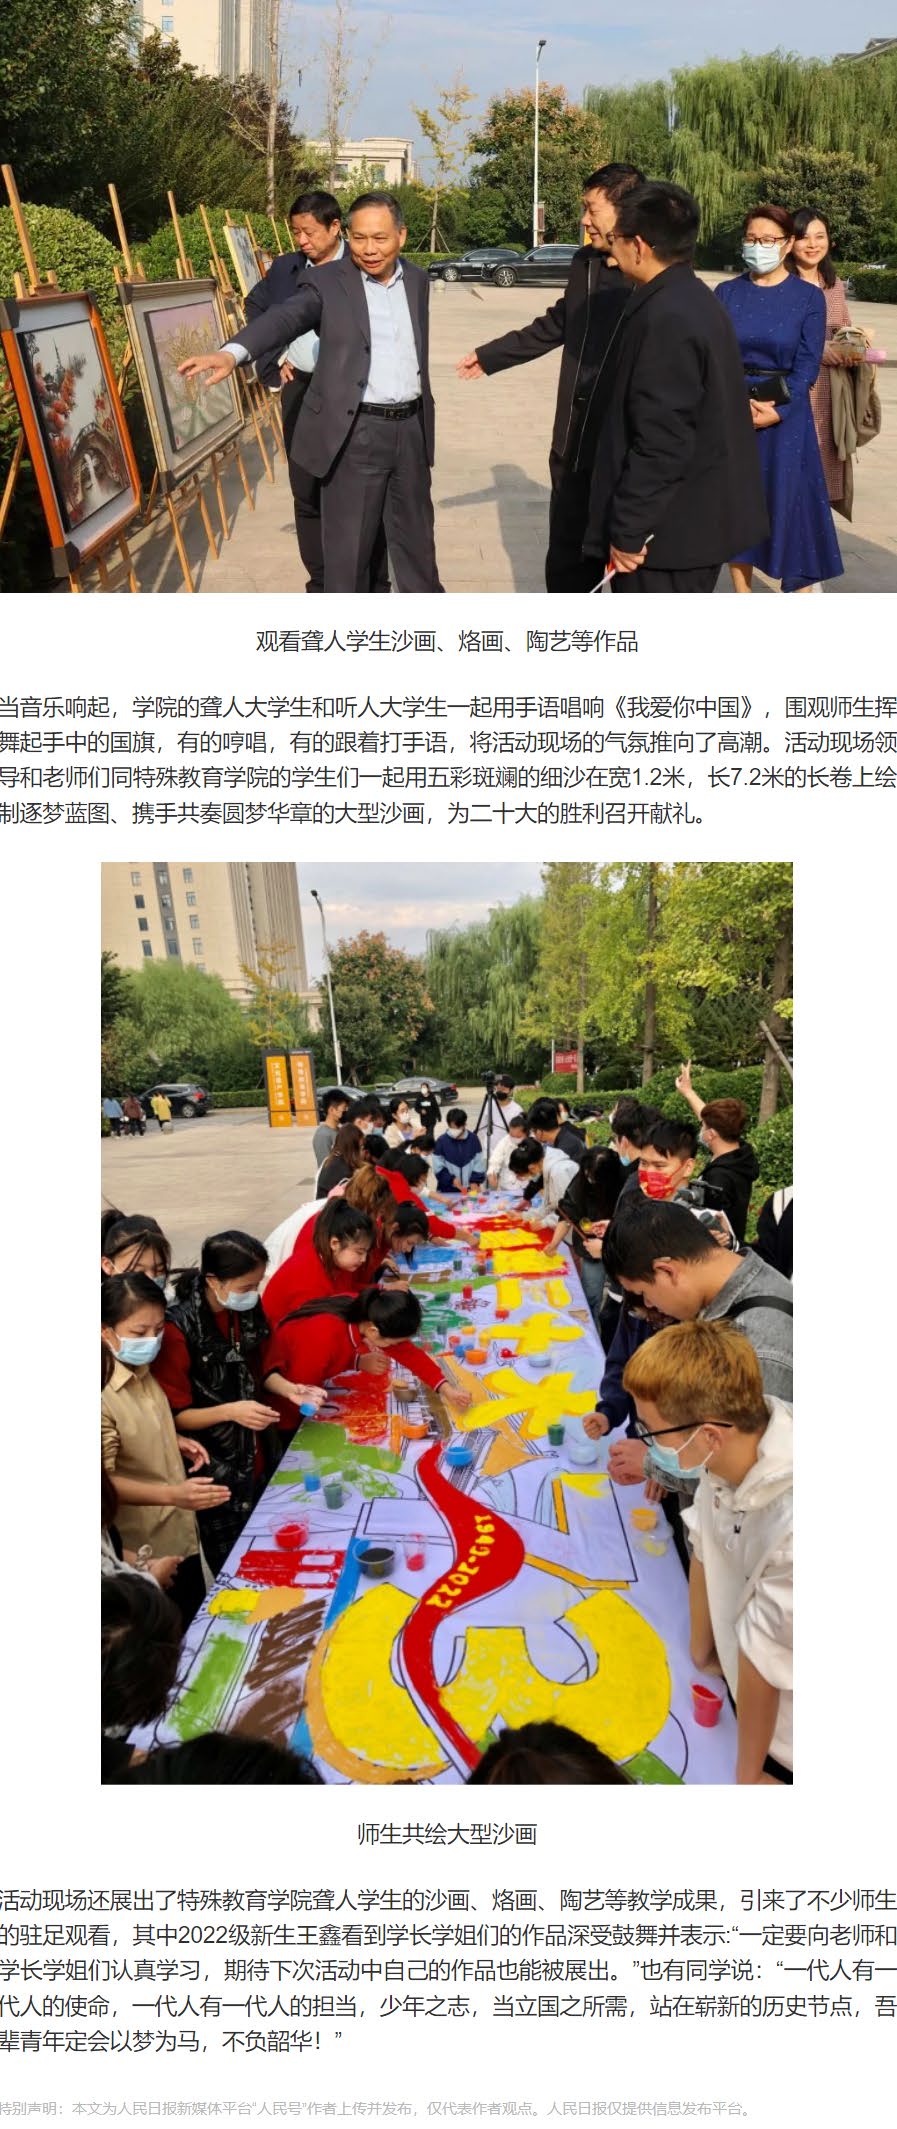 观看聋人学生沙画、烙画、陶艺等作品
当音乐响起，学院的聋人大学生和听人大学生一起用手语唱响《我爱你中国》，围观师生挥
舞起手中的国旗，有的哼唱，有的跟着打手语，将活动现场的气氛推向了高潮。活动现场领
导和老师们同特殊教育学院的学生们一起用五彩斑斓的细沙在宽1.2米，长7.2米的长卷上绘
制逐梦蓝图、携手共奏圆梦华章的大型沙画，为二十大的胜利召开献礼。
1949-2022
师生共绘大型沙画
活动现场还展出了特殊教育学院聋人学生的沙画、烙画、陶艺等教学成果，引来了不少师生
的驻足观看，其中2022级新生王鑫看到学长学姐们的作品深受鼓舞并表示:“一定要向老师和
学长学姐们认真学习，期待下次活动中自己的作品也能被展出。”也有同学说：“一代人有一
代人的使命，一代人有一代人的担当，少年之志，当立国之所需，站在崭新的历史节点，吾
辈青年定会以梦为马，不负韶华！”
特别声明：本文为人民日报新媒体平台“人民号”作者上传并发布，仅代表作者观点。人民日报仅提供信息发布平台。